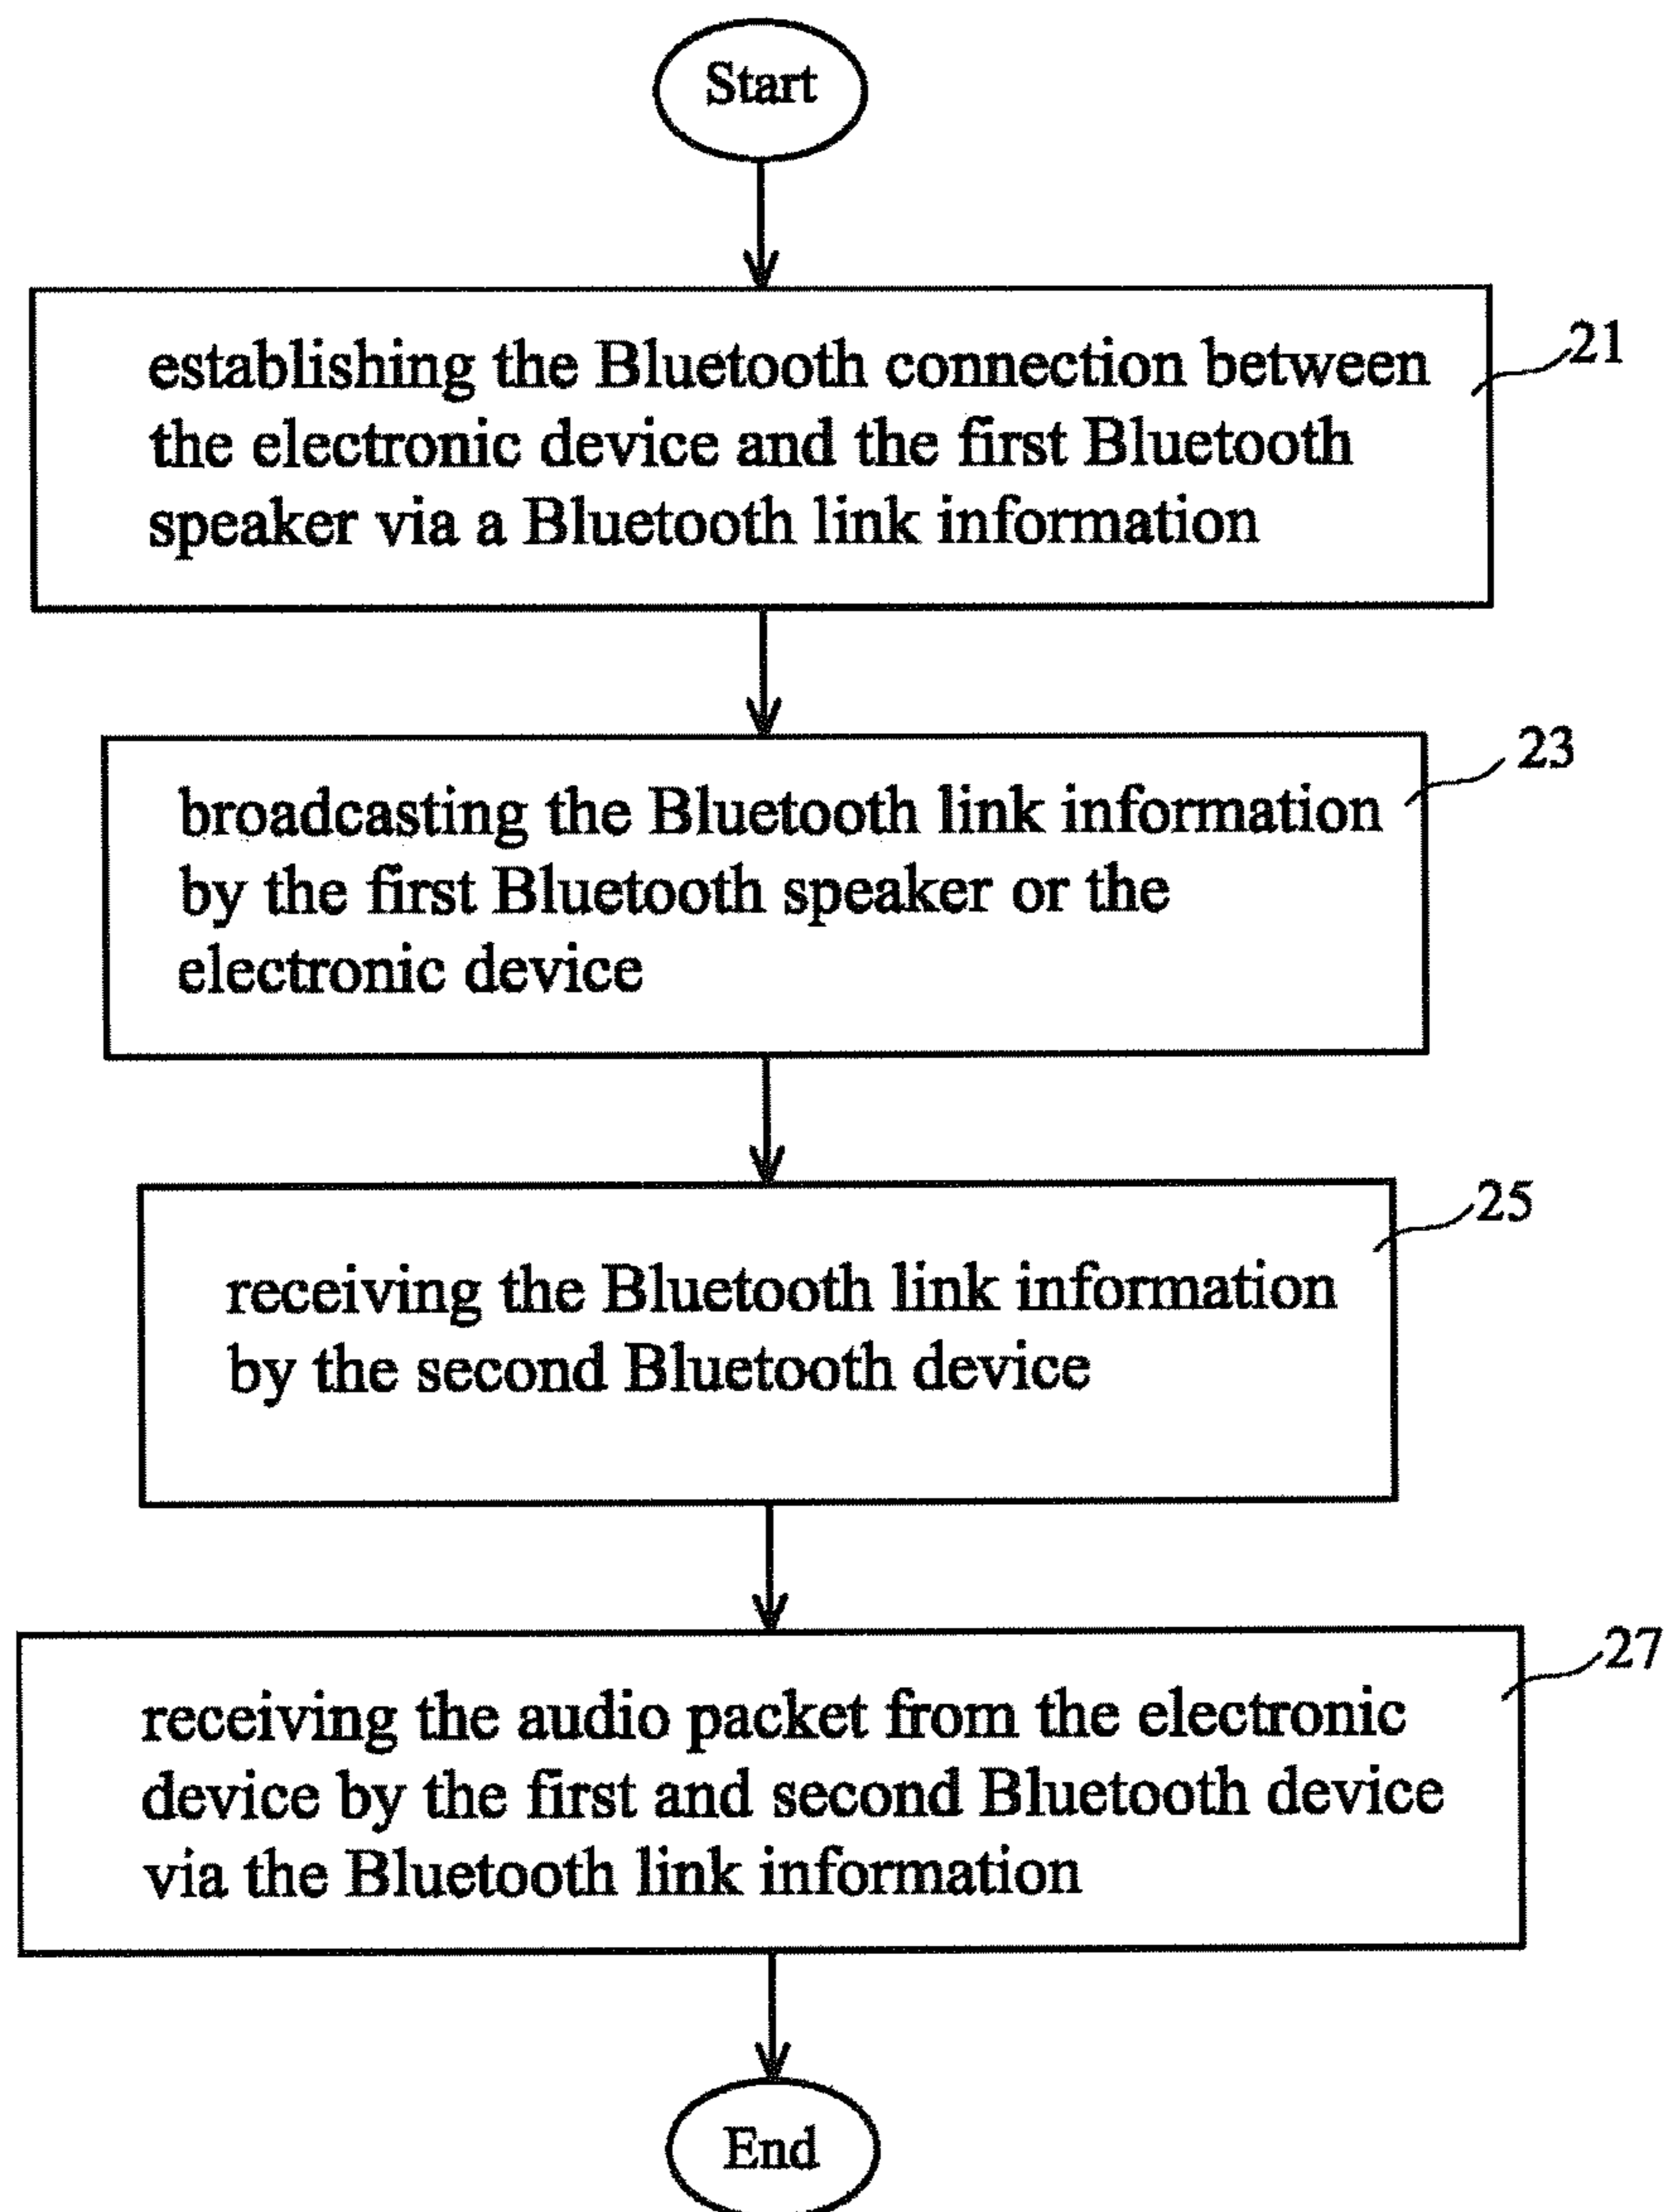 Start
establishing the Bluetooth connection between
the electronic device and the first Bluetooth
speaker via a Bluetooth link information
21
broadcasting the Bluetooth link information
by the first Bluetooth speaker or the
electronic device
23
receiving the Bluetooth link information
by the second Bluetooth device
25
receiving the audio packet from the electronic
device by the first and second Bluetooth device
via the Bluetooth link information
27
End